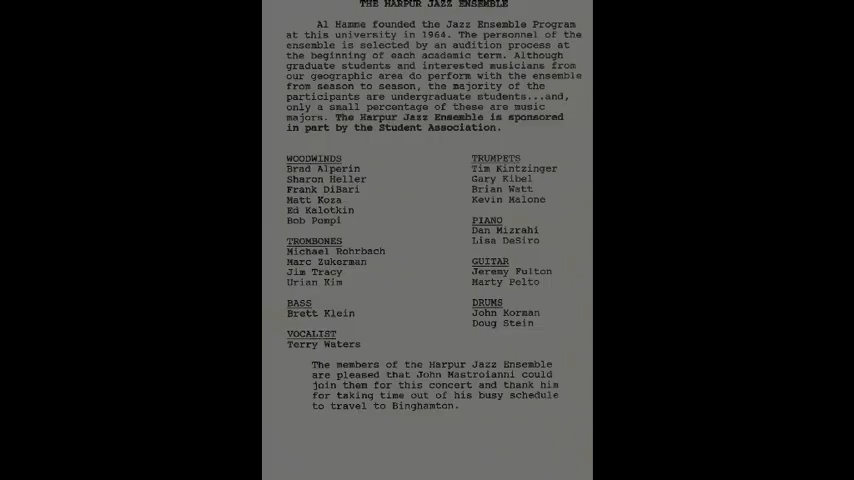 THE HARPUR JAZZ ENSEMBLE
Al Hamme founded the Jazz Ensemble Program
at this university in 1964. The personnel of the
ensemble is selected by an audition process at
the beginning of each academic term. Although
graduate students and interested musicians from
our geographic area do perform with the ensemble
from season to season, the majority of the
participants are undergraduate students...and,
only a small percentage of these are music
majors. The Harpur Jazz Ensemble is sponsored
in part by the Student Association.
WOODWINDS
Brad Alperin
Sharon Heller
Frank DiBari
Matt Koza
Ed Kalotkin
Bob Pompi
TROMBONES
Michael Rohrbach
Marc Zukerman
Jim Tracy
Urian Kim
BASS
Brett Klein
VOCALIST
Terry Waters
TRUMPETS
Tim Kintzinger
Gary Kibel
Brian Watt
Kevin Malone
PIANO
Dan Mizrahi
Lisa DeSiro
GUITAR
Jeremy Fulton
Marty Pelto
DRUMS
John Korman
Doug Stein
The members of the Harpur Jazz Ensemble
are pleased that John Mastroianni could
join them for this concert and thank him
for taking time out of his busy schedule
to travel to Binghamton.